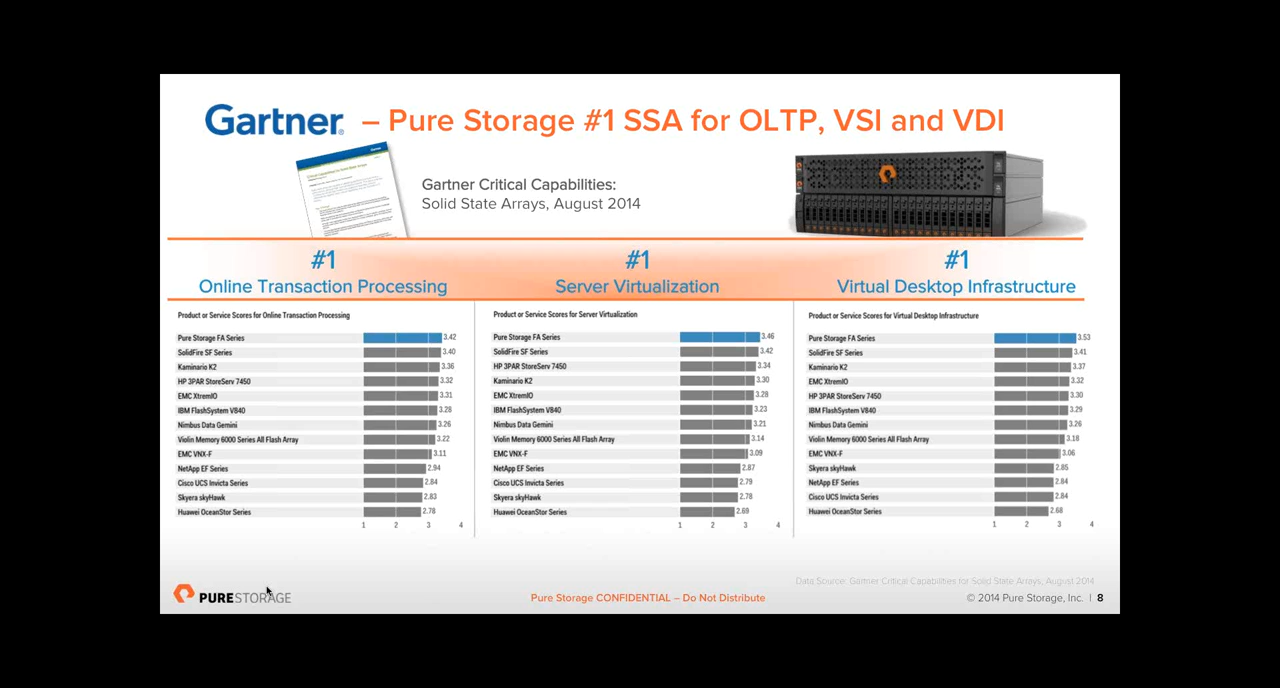 Gartner® – Pure Storage #1 SSA for OLTP, VSI and VDI
Gartner Critical Capabilities:
Solid State Arrays, August 2014
#1
Online Transaction Processing
#1
Server Virtualization
#1
Virtual Desktop Infrastructure
Product or Service Scores for Online Transaction Processing
Pure Storage FA Series 3.42
SolidFire SF Series 3.40
Kaminario K2 3.36
HP 3PAR StoreServ 7450 3.32
EMC XtremIO 3.31
IBM FlashSystem V840 3.28
Nimbus Data Gemini 3.26
Violin Memory 6000 Series All Flash Array 3.22
EMC VNX-F 3.11
NetApp EF Series 2.94
Cisco UCS Invicta Series 2.84
Skyera skyHawk 2.83
Huawei OceanStor Series 2.78
1 2 3 4
Product or Service Scores for Server Virtualization
Pure Storage FA Series 3.46
SolidFire SF Series 3.42
HP 3PAR StoreServ 7450 3.34
Kaminario K2 3.30
EMC XtremIO 3.28
IBM FlashSystem V840 3.23
Nimbus Data Gemini 3.21
Violin Memory 6000 Series All Flash Array 3.14
EMC VNX-F 3.09
NetApp EF Series 2.87
Cisco UCS Invicta Series 2.79
Skyera skyHawk 2.78
Huawei OceanStor Series 2.69
1 2 3 4
Product or Service Scores for Virtual Desktop Infrastructure
Pure Storage FA Series 3.53
SolidFire SF Series 3.41
Kaminario K2 3.37
EMC XtremIO 3.32
HP 3PAR StoreServ 7450 3.30
IBM FlashSystem V840 3.29
Nimbus Data Gemini 3.26
Violin Memory 6000 Series All Flash Array 3.18
EMC VNX-F 3.06
Skyera skyHawk 2.85
NetApp EF Series 2.84
Cisco UCS Invicta Series 2.84
Huawei OceanStor Series 2.68
1 2 3 4
Data Source: Gartner Critical Capabilities for Solid State Arrays, August 2014
PURESTORAGE
Pure Storage CONFIDENTIAL – Do Not Distribute
© 2014 Pure Storage, Inc. | 8